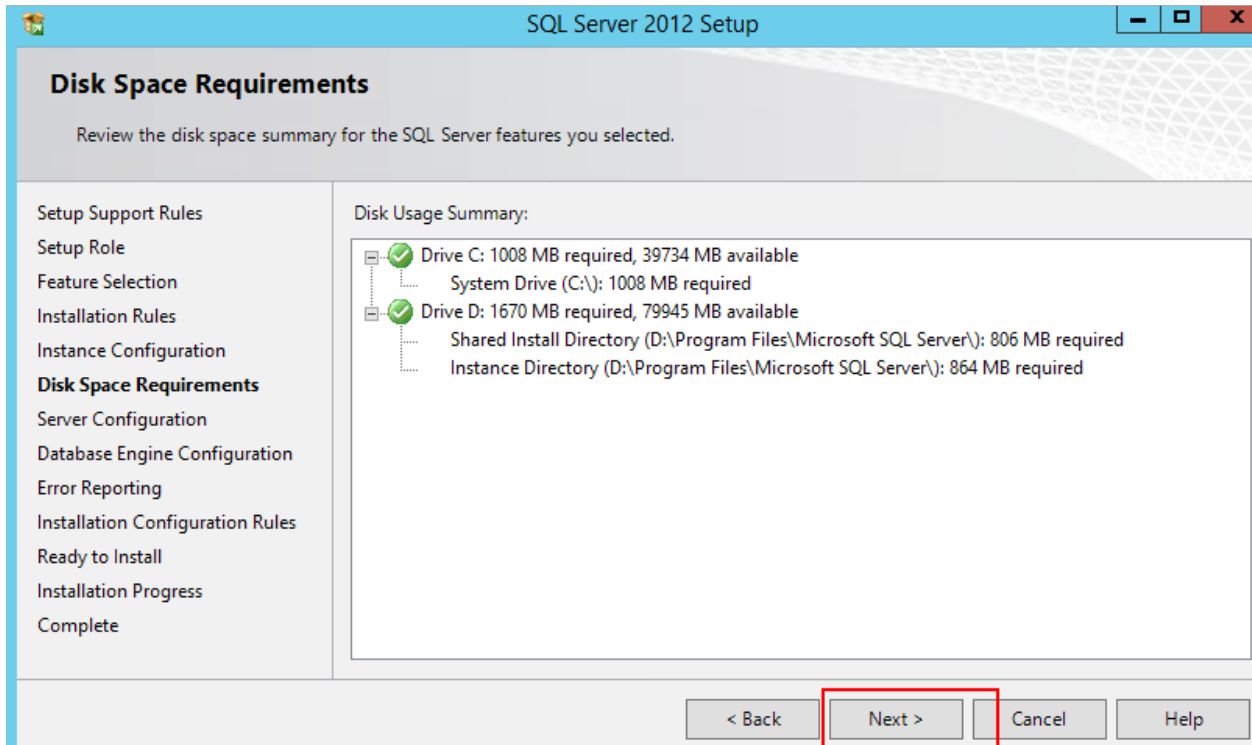 SQL Server 2012 Setup
Disk Space Requirements
Review the disk space summary for the SQL Server features you selected.
Setup Support Rules
Setup Role
Feature Selection
Installation Rules
Instance Configuration
Disk Space Requirements
Server Configuration
Database Engine Configuration
Error Reporting
Installation Configuration Rules
Ready to Install
Installation Progress
Complete
Disk Usage Summary:
Drive C: 1008 MB required, 39734 MB available
System Drive (C:\): 1008 MB required
Drive D: 1670 MB required, 79945 MB available
Shared Install Directory (D:\Program Files\Microsoft SQL Server\): 806 MB required
Instance Directory (D:\Program Files\Microsoft SQL Server\): 864 MB required
< Back Next > Cancel Help